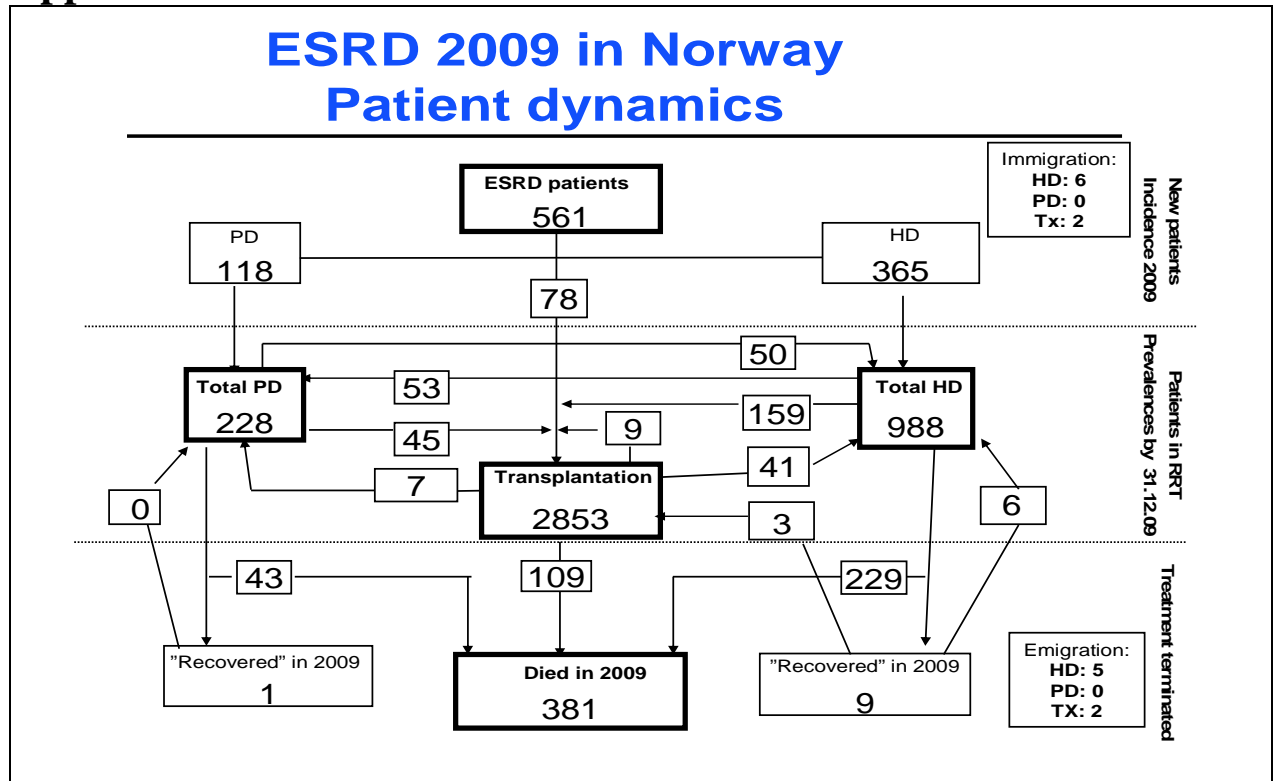 ESRD 2009 in Norway
Patient dynamics
ESRD patients
561
Immigration:
HD: 6
PD: 0
Tx: 2
New patients
Incidence 2009
PD
118
HD
365
78
50
Total PD
228
53
Total HD
988
159
45
9
41
7
Transplantation
2853
0
3
6
Patients in RRT
Prevalences by 31.12.09
43
109
229
"Recovered" in 2009
1
Died in 2009
381
"Recovered" in 2009
9
Emigration:
HD: 5
PD: 0
TX: 2
Treatment terminated